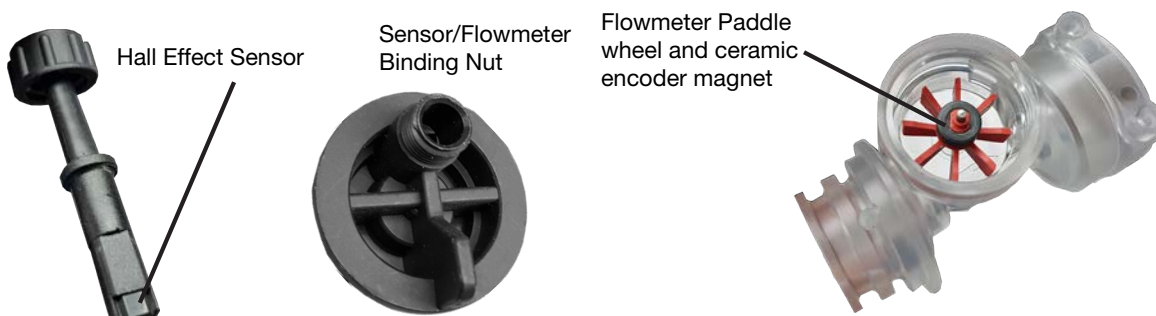 Hall Effect Sensor
Sensor/Flowmeter
Binding Nut
Flowmeter Paddle
wheel and ceramic
encoder magnet